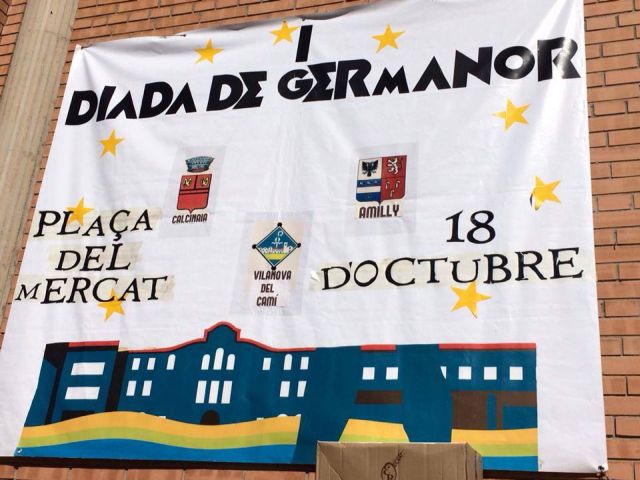 I
DIADA DE GERMANOR
CALCINAIA
AMILLY
PLAÇA
DEL
MERCAT
VILANOVA
DEL
CAMÍ
18
D'OCTUBRE